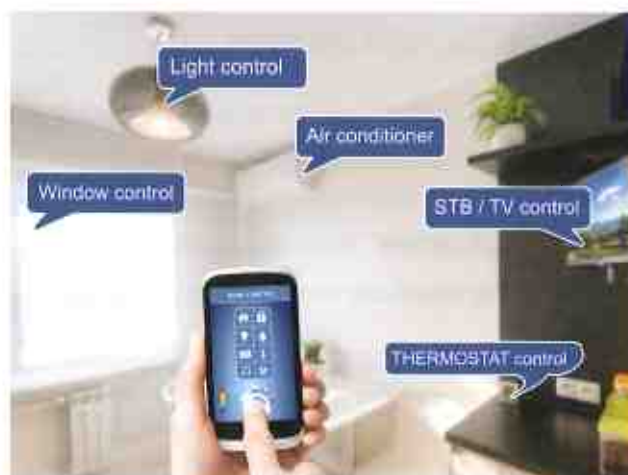 Light control
Air conditioner
Window control
STB / TV control
THERMOSTAT control